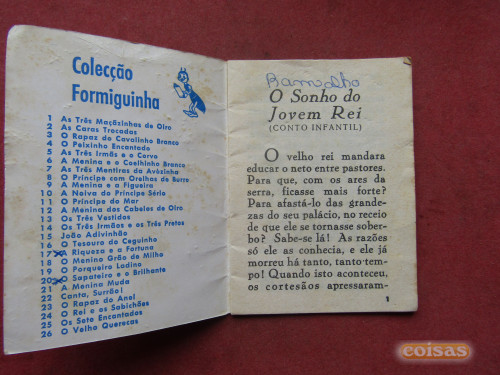 Colecção
Formiguinha
1 As Três Maçãzinhas de Oiro
2 As Caras Trocadas
3 O Rapaz do Cavalinho Branco
4 O Peixinho Encantado
5 As Três Irmãs e o Corvo
6 A Menina e o Coelhinho Branco
7 As Três Mentiras da Avòzinha
8 O Príncipe com Orelhas de Burro
9 A Menina e a Figueira
10 A Noiva do Príncipe Sério
11 O Príncipe do Mar
12 A Menina dos Cabelos de Oiro
13 Os Três Vestidos
14 Os Três Irmãos e os Três Pretos
15 João Adivinhão
16 O Tesouro do Ceguinho
17 A Riqueza e a Fortuna
18 O Menino Grão de Milho
19 O Porqueiro Ladino
20 O Sapateiro e o Brilhante
21 A Menina Muda
22 Canta, Surrão!
23 O Rapaz do Anel
24 O Rei e os Sabichões
25 Os Sete Encantados
26 O Velho Querecas
Ramalho
O Sonho do
Jovem Rei
(CONTO INFANTIL)
O velho rei mandara
educar o neto entre pastores.
Para que, com os ares da
serra, ficasse mais forte?
Para afastá-lo das grande-
zas do seu palácio, no receio
de que ele se tornasse sober-
bo? Sabe-se lá! As razões
só ele as conhecia, e ele já
morreu há tanto, tanto tem-
po! Quando isto aconteceu,
os cortesãos apressaram-
1
coisas